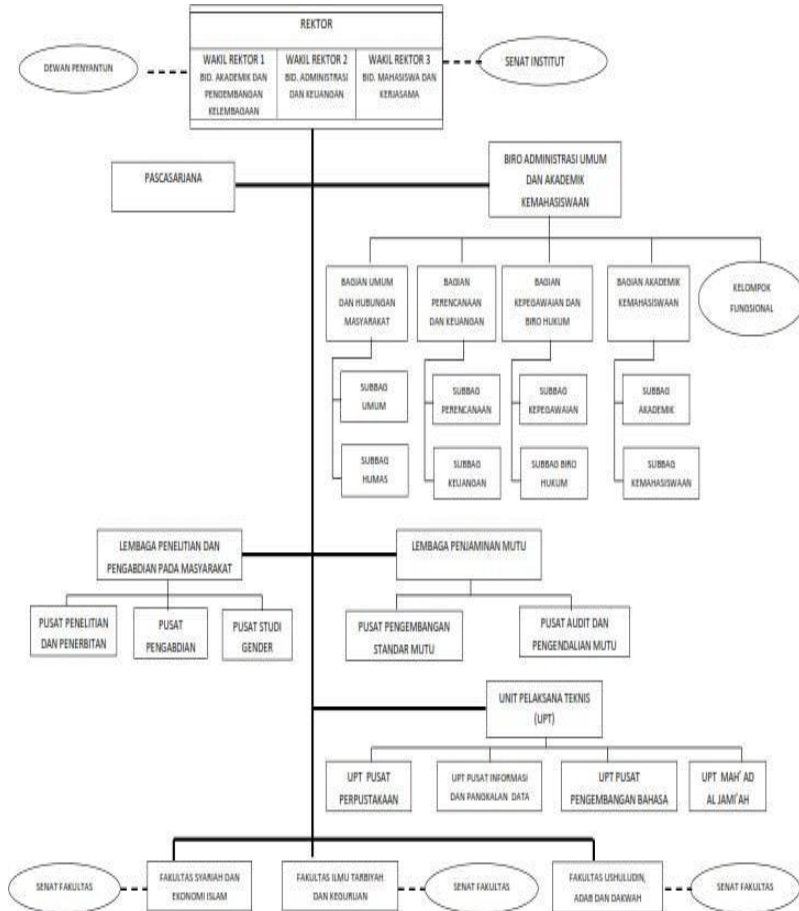 REKTOR
DEWAN PENYANTUN
WAKIL REKTOR 1
BID. AKADEMIK DAN
PENGEMBANGAN
KELEMBAGAAN
WAKIL REKTOR 2
BID. ADMINISTRASI
DAN KEUANGAN
WAKIL REKTOR 3
BID. MAHASISWA DAN
KERJASAMA
SENAT INSTITUT
PASCASARJANA
BIRO ADMINISTRASI UMUM
DAN AKADEMIK
KEMAHASISWAAN
BAGIAN UMUM
DAN HUBUNGAN
MASYARAKAT
BAGIAN
PERENCANAAN
DAN KEUANGAN
BAGIAN
KEPEGAWAIAN DAN
BIRO HUKUM
BAGIAN AKADEMIK
KEMAHASISWAAN
KELOMPOK
FUNGSIONAL
SUBBAG
UMUM
SUBBAG
PERENCANAAN
SUBBAG
KEPEGAWAIAN
SUBBAG
AKADEMIK
SUBBAG
HUMAS
SUBBAG
KEUANGAN
SUBBAG BIRO
HUKUM
SUBBAG
KEMAHASISWAAN
LEMBAGA PENELITIAN DAN
PENGABDIAN PADA MASYARAKAT
LEMBAGA PENJAMINAN MUTU
PUSAT PENELITIAN
DAN PENERBITAN
PUSAT
PENGABDIAN
PUSAT STUDI
GENDER
PUSAT PENGEMBANGAN
STANDAR MUTU
PUSAT AUDIT DAN
PENGENDALIAN MUTU
UNIT PELAKSANA TEKNIS
(UPT)
UPT PUSAT
PERPUSTAKAAN
UPT PUSAT INFORMASI
DAN PANGKALAN DATA
UPT PUSAT
PENGEMBANGAN BAHASA
UPT MAH' AD
AL JAMI'AH
SENAT FAKULTAS
FAKULTAS SYARIAH DAN
EKONOMI ISLAM
FAKULTAS ILMU TARBIYAH
DAN KEGURUAN
SENAT FAKULTAS
FAKULTAS USHULUDIN,
ADAB DAN DAKWAH
SENAT FAKULTAS